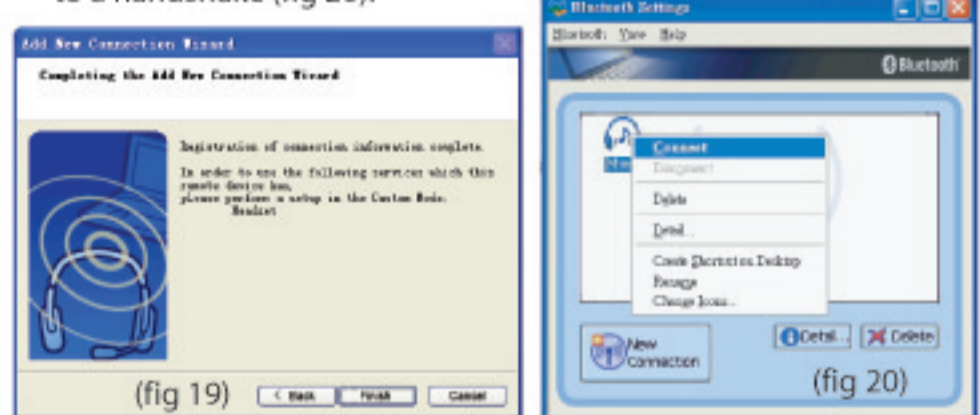 to a handshake (fig 20).
Add New Connection Wizard
Completing the Add New Connection Wizard
Registration of connection information complete.
In order to use the following services which this
remote device has,
please perform a setup in the Custom Mode.
Headset
(fig 19)
< Back
Finish
Cancel
Bluetooth Settings
Bluetooth View Help
Bluetooth
Connect
Disconnect
Delete
Detail...
Create Shortcut on Desktop
Rename
Change Icon...
New
Connection
Detail...
Delete
(fig 20)